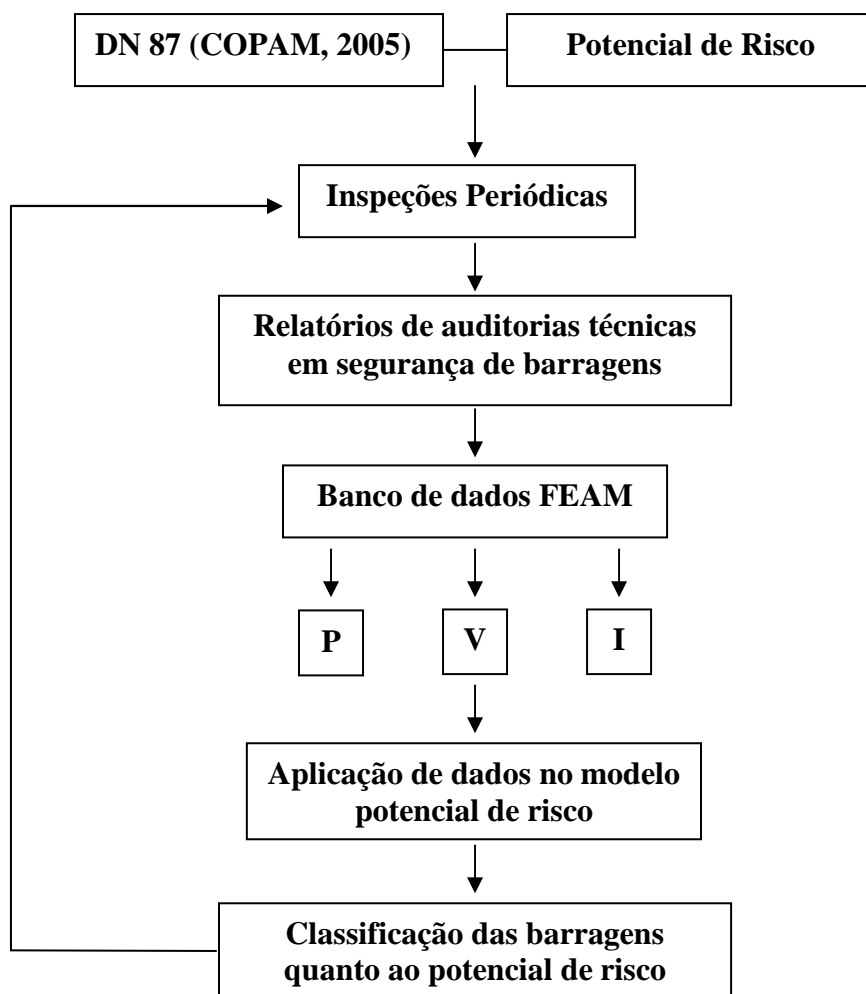 DN 87 (COPAM, 2005)
Potencial de Risco
Inspeções Periódicas
Relatórios de auditorias técnicas
em segurança de barragens
Banco de dados FEAM
P
V
I
Aplicação de dados no modelo
potencial de risco
Classificação das barragens
quanto ao potencial de risco